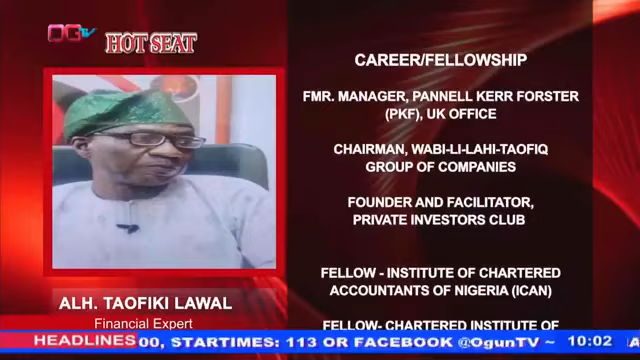 OGTV
HOT SEAT
CAREER/FELLOWSHIP
FMR. MANAGER, PANNELL KERR FORSTER
(PKF), UK OFFICE
CHAIRMAN, WABI-LI-LAHI-TAOFIQ
GROUP OF COMPANIES
FOUNDER AND FACILITATOR,
PRIVATE INVESTORS CLUB
FELLOW - INSTITUTE OF CHARTERED
ACCOUNTANTS OF NIGERIA (ICAN)
FELLOW- CHARTERED INSTITUTE OF
ALH. TAOFIKI LAWAL
Financial Expert
HEADLINES 00, STARTIMES: 113 OR FACEBOOK @OgunTV ~ 10:02